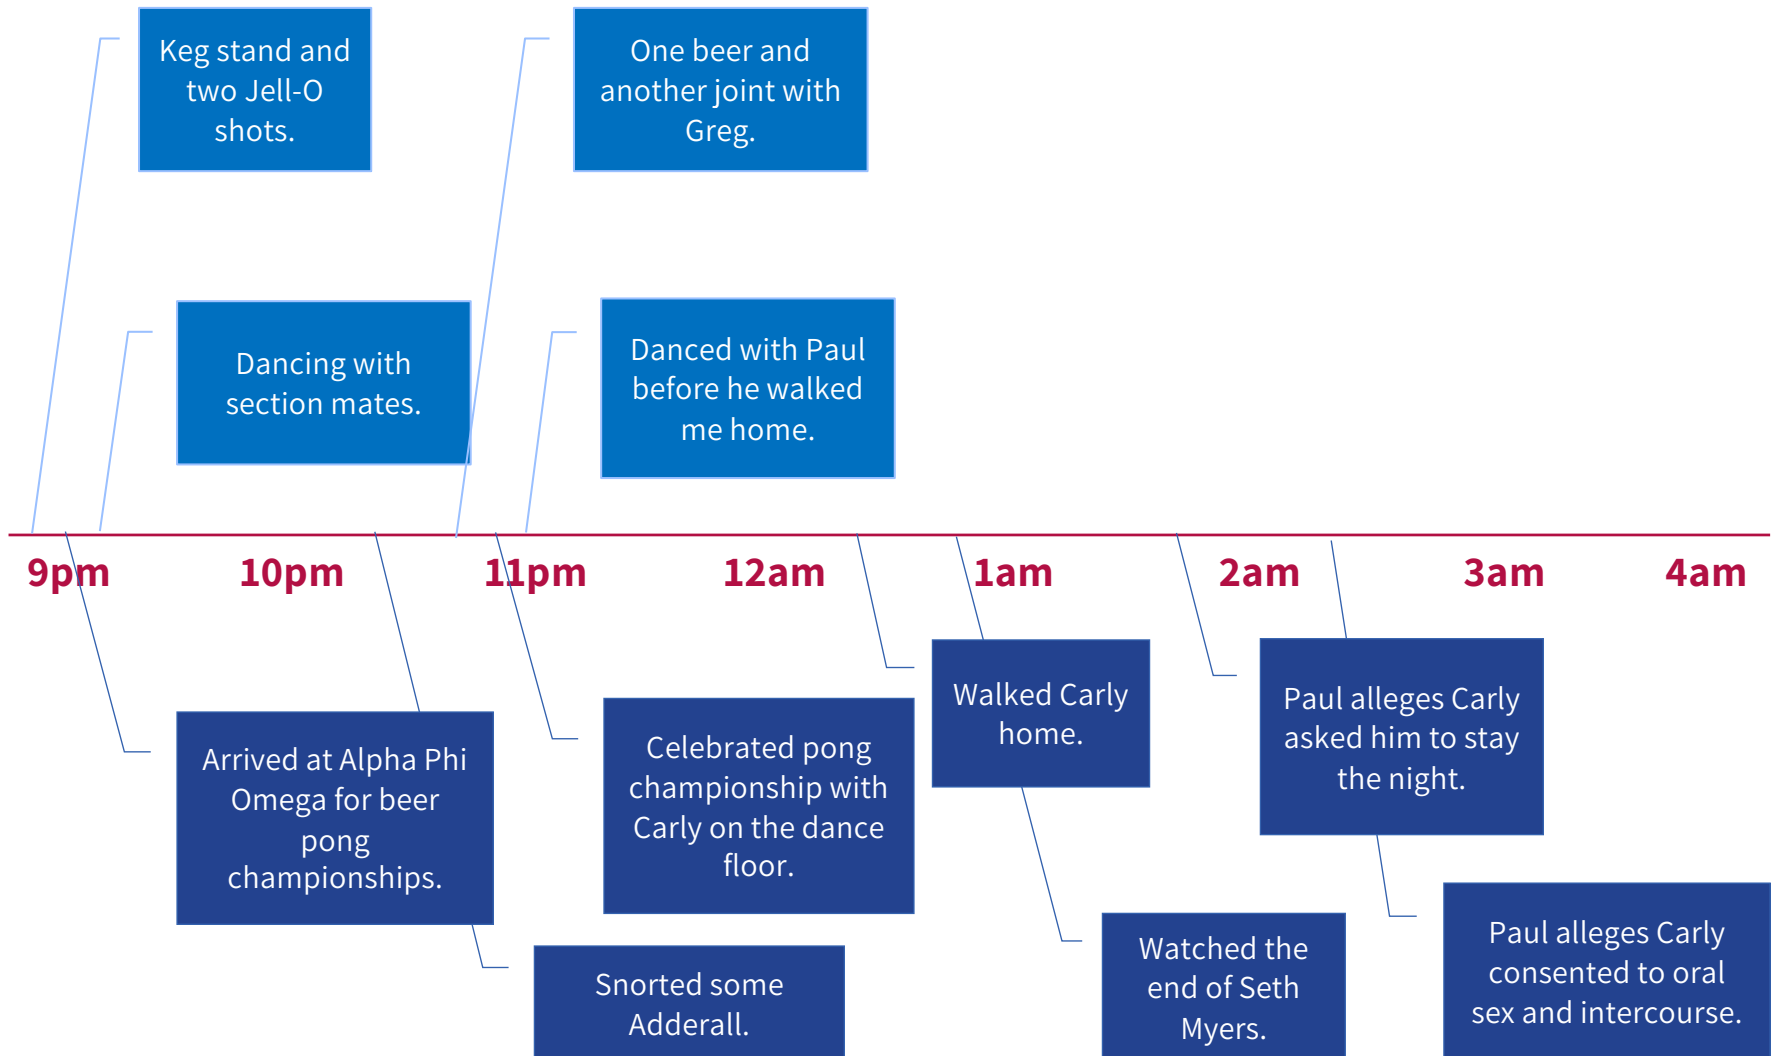 Keg stand and
two Jell-O
shots.
One beer and
another joint with
Greg.
Dancing with
section mates.
Danced with Paul
before he walked
me home.
9pm
10pm
11pm
12am
1am
2am
3am
4am
Arrived at Alpha Phi
Omega for beer
pong
championships.
Snorted some
Adderall.
Celebrated pong
championship with
Carly on the dance
floor.
Walked Carly
home.
Watched the
end of Seth
Myers.
Paul alleges Carly
asked him to stay
the night.
Paul alleges Carly
consented to oral
sex and intercourse.